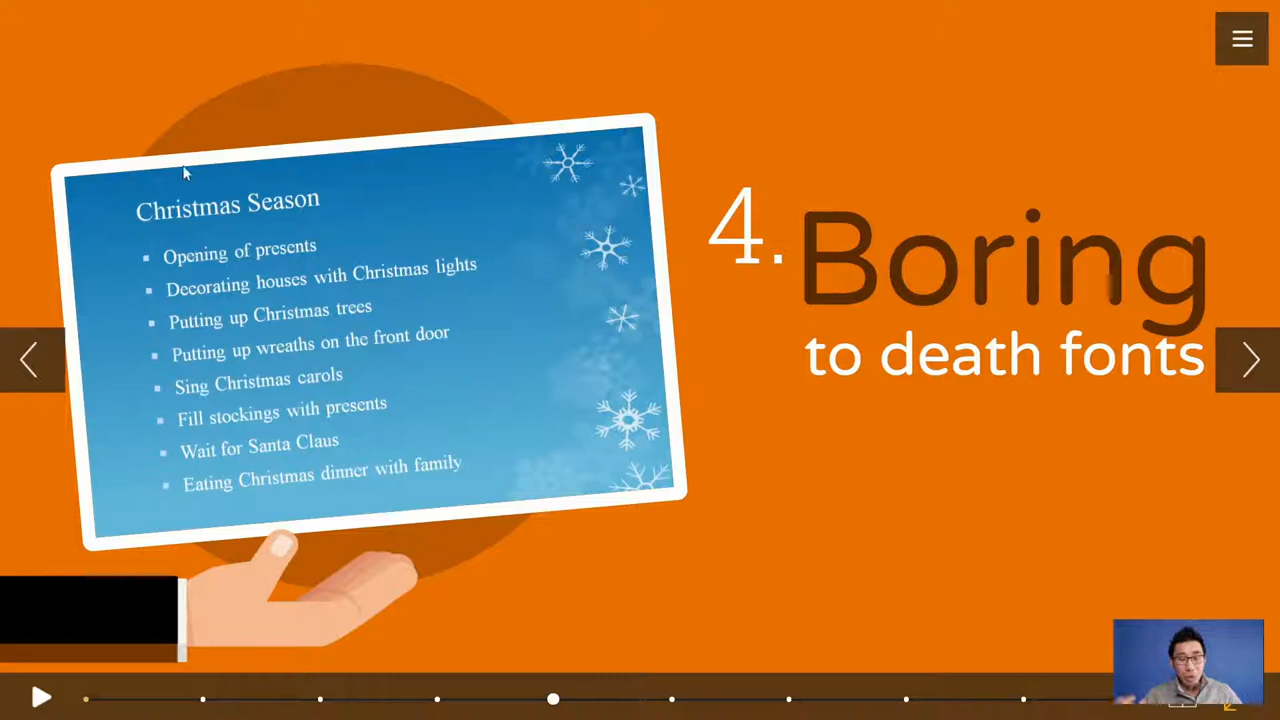 Christmas Season
Opening of presents
Decorating houses with Christmas lights
Putting up Christmas trees
Putting up wreaths on the front door
Sing Christmas carols
Fill stockings with presents
Wait for Santa Claus
Eating Christmas dinner with family
4. Boring
to death fonts